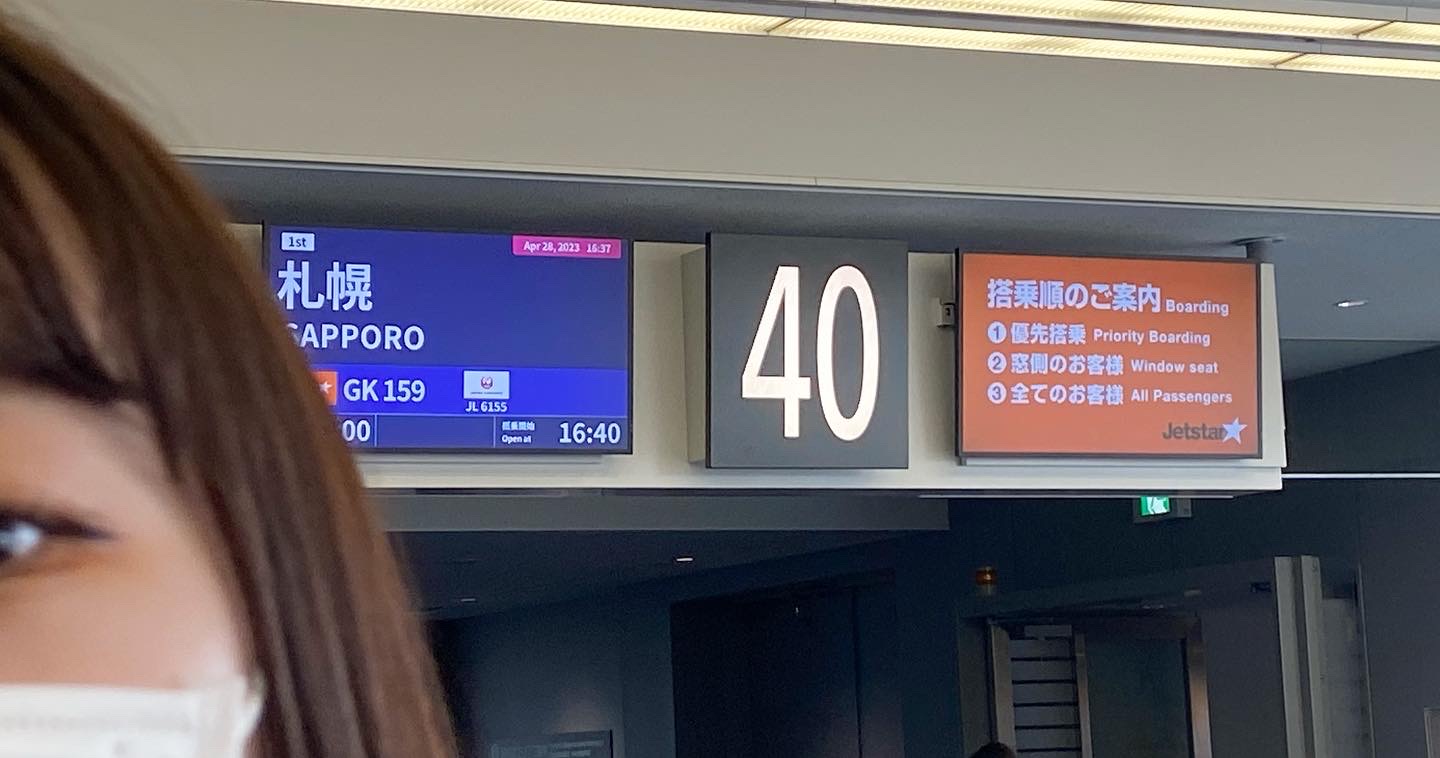 1st
Apr 28, 2023 16:37
札幌
SAPPORO
GK 159
JL 6155
00
搭乗開始
Open at
16:40
40
搭乗順のご案内 Boarding
① 優先搭乗 Priority Boarding
② 窓側のお客様 Window seat
③ 全てのお客様 All Passengers
Jetstar